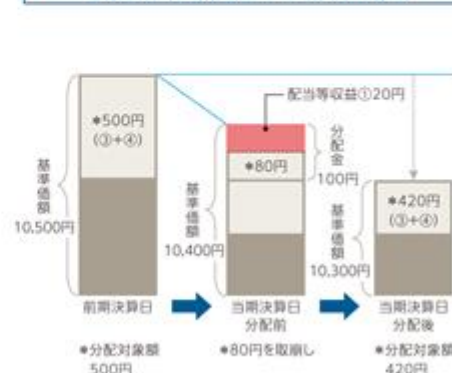 配当等収益①20円
*500円
(③+④)
分配金
100円
*80円
基準価額
10,500円
基準価額
10,400円
基準価額
10,300円
*420円
(③+④)
前期決算日
当期決算日
分配前
当期決算日
分配後
*分配対象額
500円
*80円を取崩し
*分配対象額
420円